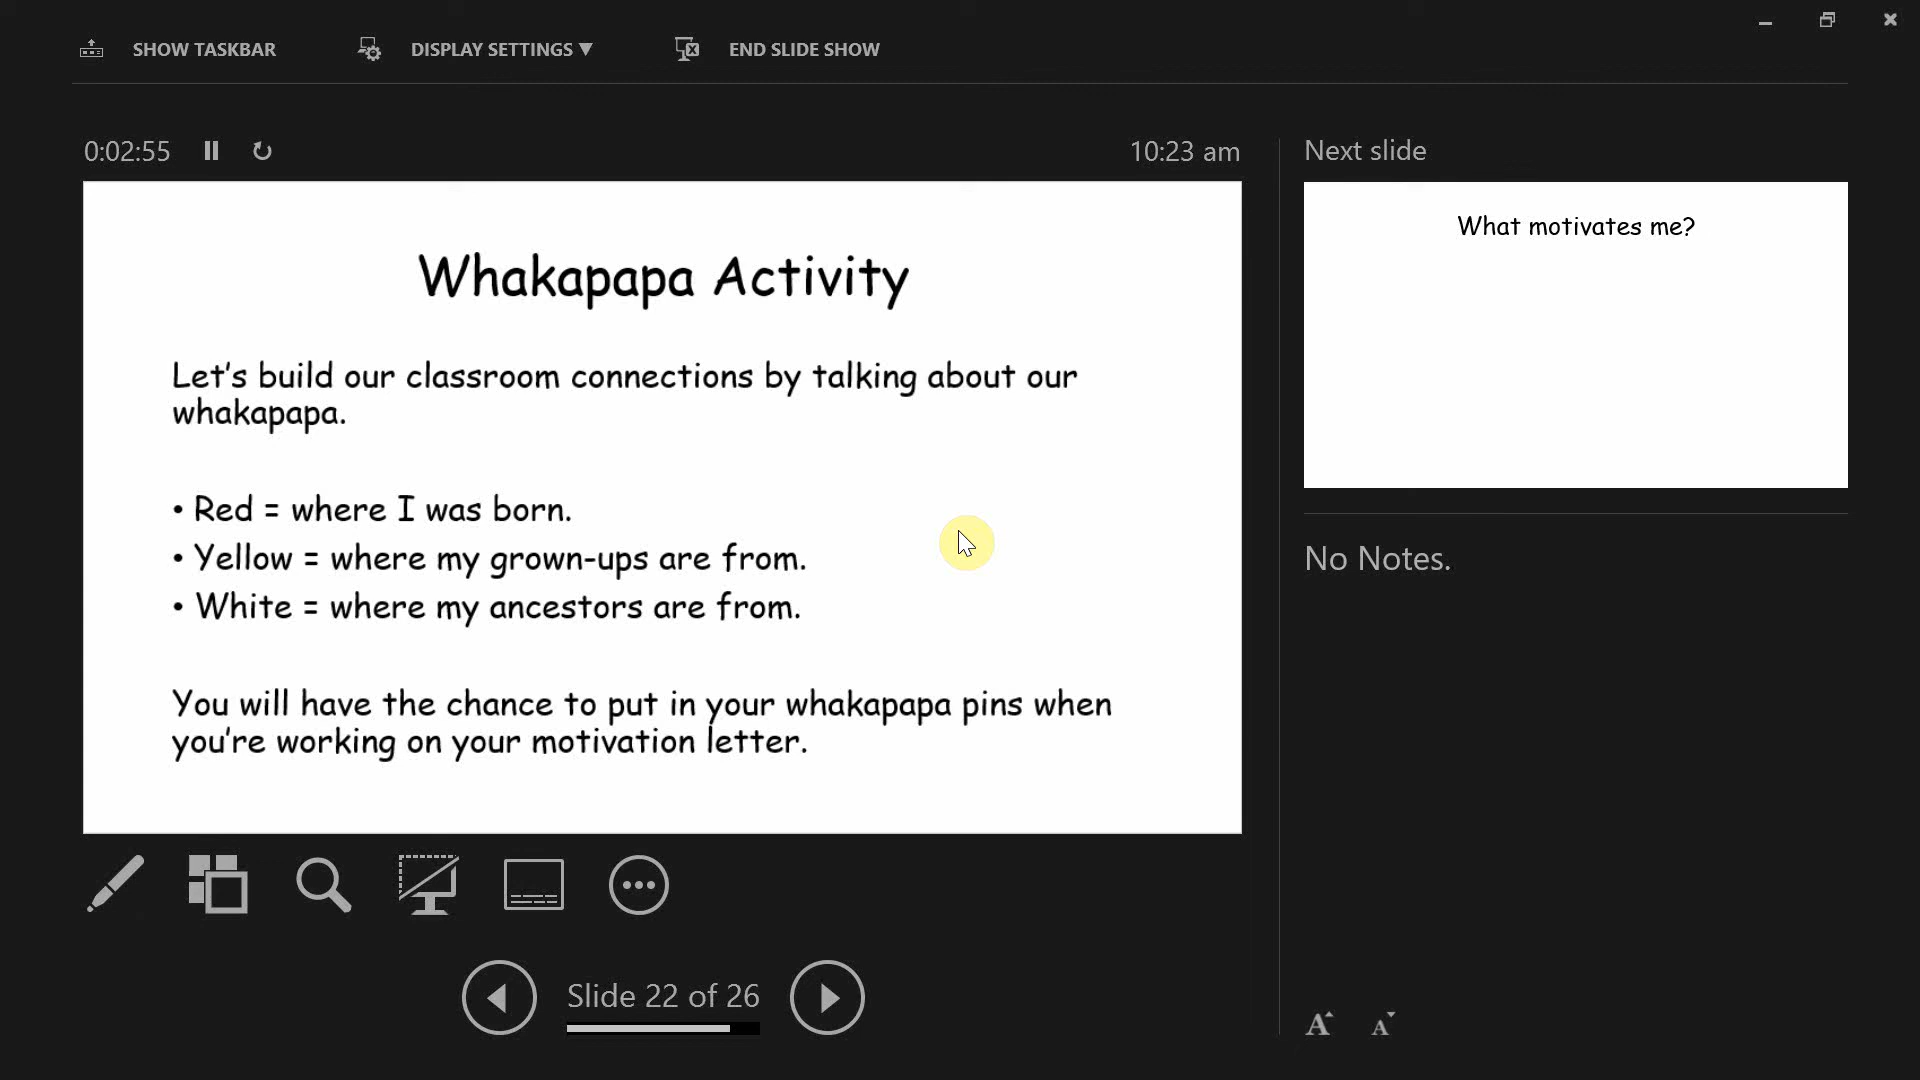 SHOW TASKBAR
DISPLAY SETTINGS ▼
END SLIDE SHOW
0:02:55
10:23 am
Whakapapa Activity
Let's build our classroom connections by talking about our
whakapapa.
• Red = where I was born.
• Yellow = where my grown-ups are from.
• White = where my ancestors are from.
You will have the chance to put in your whakapapa pins when
you're working on your motivation letter.
Slide 22 of 26
Next slide
What motivates me?
No Notes.
A A